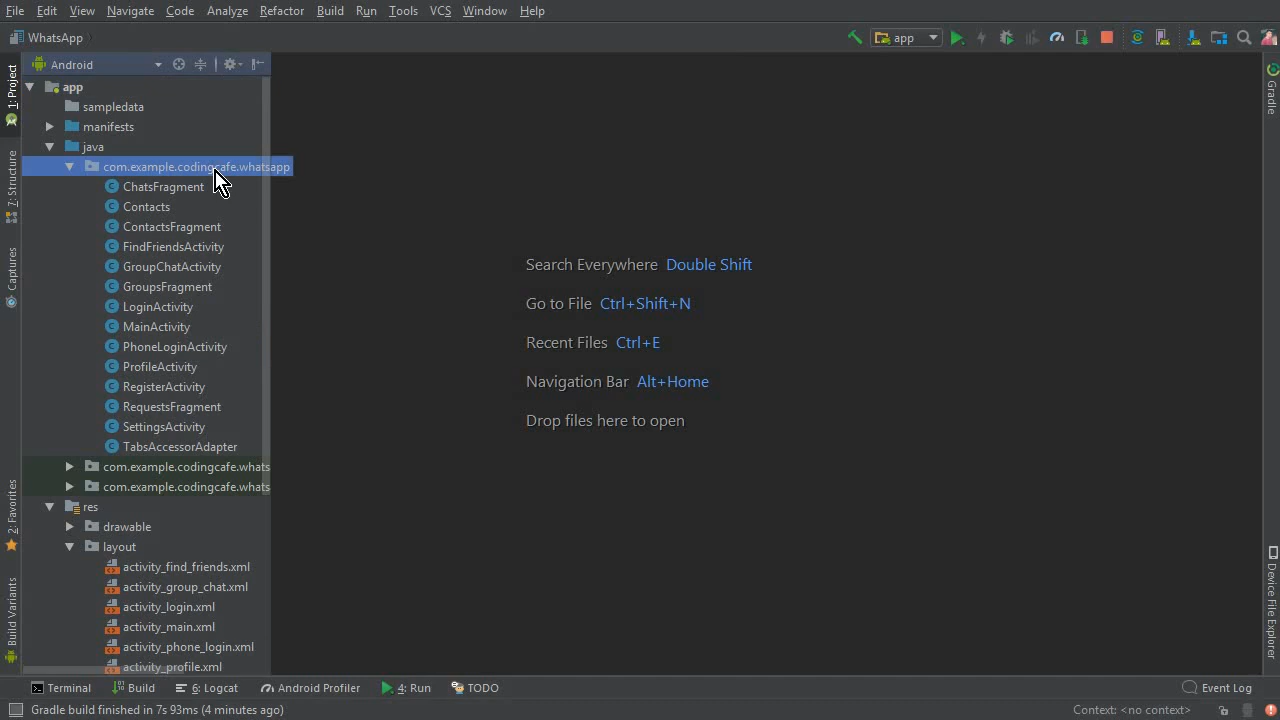 File Edit View Navigate Code Analyze Refactor Build Run Tools VCS Window Help
WhatsApp
app
Android
1: Project
7: Structure
Captures
2: Favorites
Build Variants
app
sampledata
manifests
java
com.example.codingcafe.whatsapp
ChatsFragment
Contacts
ContactsFragment
FindFriendsActivity
GroupChatActivity
GroupsFragment
LoginActivity
MainActivity
PhoneLoginActivity
ProfileActivity
RegisterActivity
RequestsFragment
SettingsActivity
TabsAccessorAdapter
com.example.codingcafe.whats
com.example.codingcafe.whats
res
drawable
layout
activity_find_friends.xml
activity_group_chat.xml
activity_login.xml
activity_main.xml
activity_phone_login.xml
activity_profile.xml
Search Everywhere Double Shift
Go to File Ctrl+Shift+N
Recent Files Ctrl+E
Navigation Bar Alt+Home
Drop files here to open
Gradle
Device File Explorer
Terminal Build 6: Logcat Android Profiler 4: Run TODO Event Log
Gradle build finished in 7s 93ms (4 minutes ago) Context: <no context>